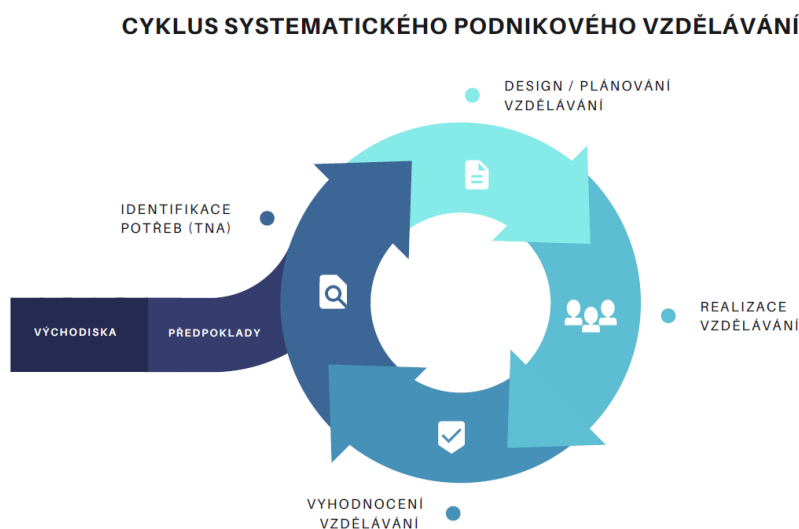 CYKLUS SYSTEMATICKÉHO PODNIKOVÉHO VZDĚLÁVÁNÍ
DESIGN / PLÁNOVÁNÍ
VZDĚLÁVÁNÍ
IDENTIFIKACE
POTŘEB (TNA)
VÝCHODISKA
PŘEDPOKLADY
REALIZACE
VZDĚLÁVÁNÍ
VYHODNOCENÍ
VZDĚLÁVÁNÍ